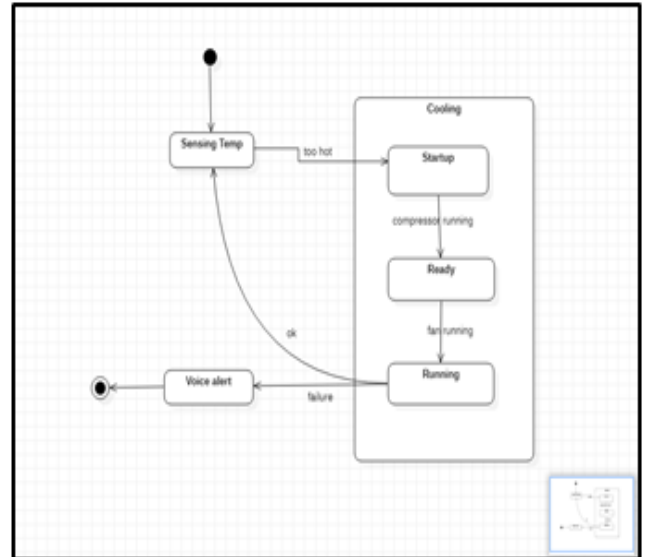 Cooling
Sensing Temp
too hot
Startup
compressor running
Ready
fan running
ok
Running
Voice alert
failure